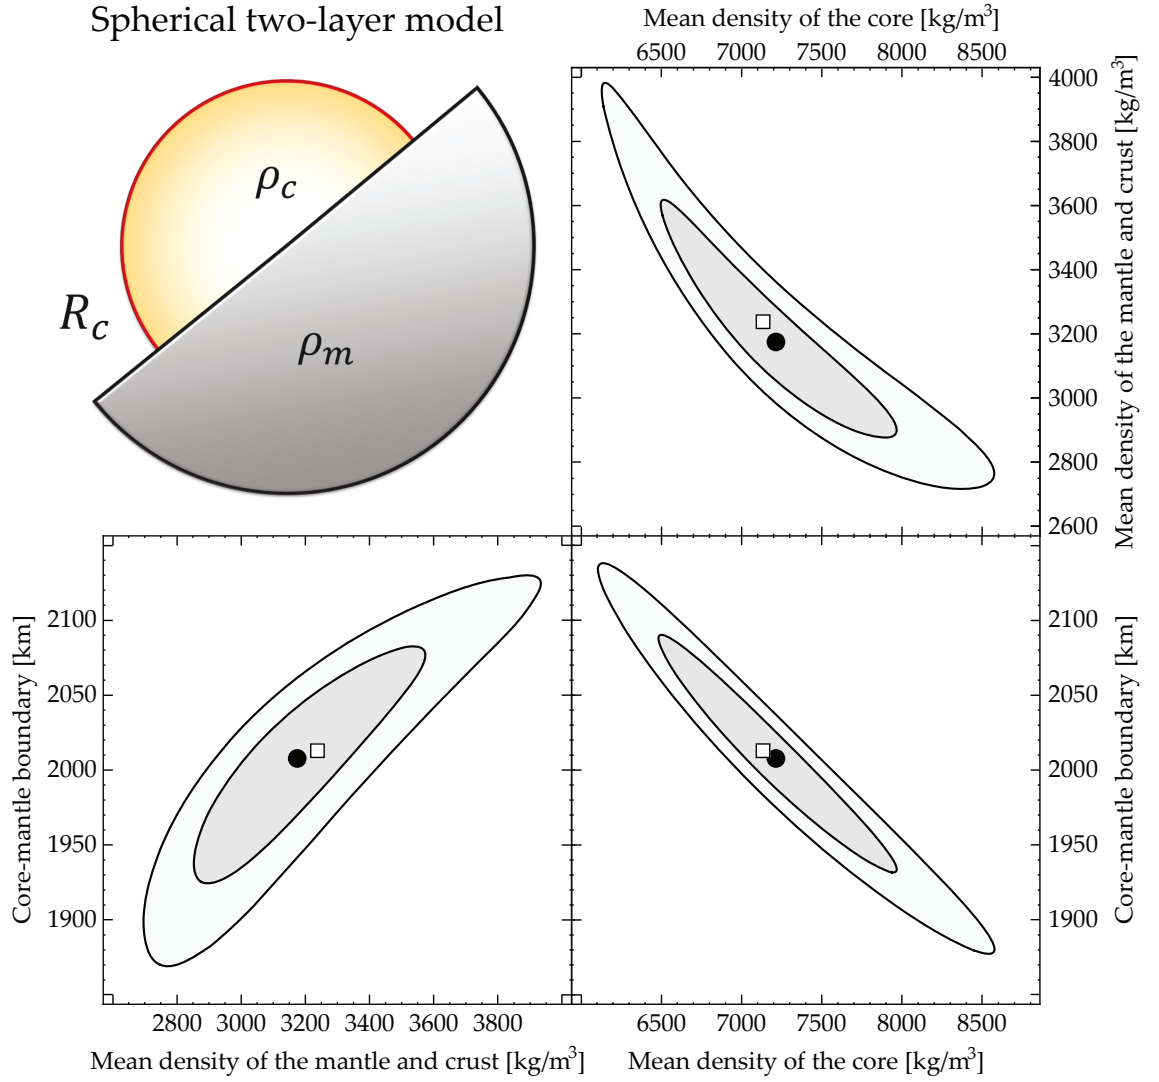 Spherical two-layer model
ρc
Rc
ρm
Mean density of the core [kg/m³]
6500 7000 7500 8000 8500
4000
3800
3600
3400
3200
3000
2800
2600
Mean density of the mantle and crust [kg/m³]
Core-mantle boundary [km]
2100
2050
2000
1950
1900
2800 3000 3200 3400 3600 3800
Mean density of the mantle and crust [kg/m³]
2100
2050
2000
1950
1900
Core-mantle boundary [km]
6500 7000 7500 8000 8500
Mean density of the core [kg/m³]